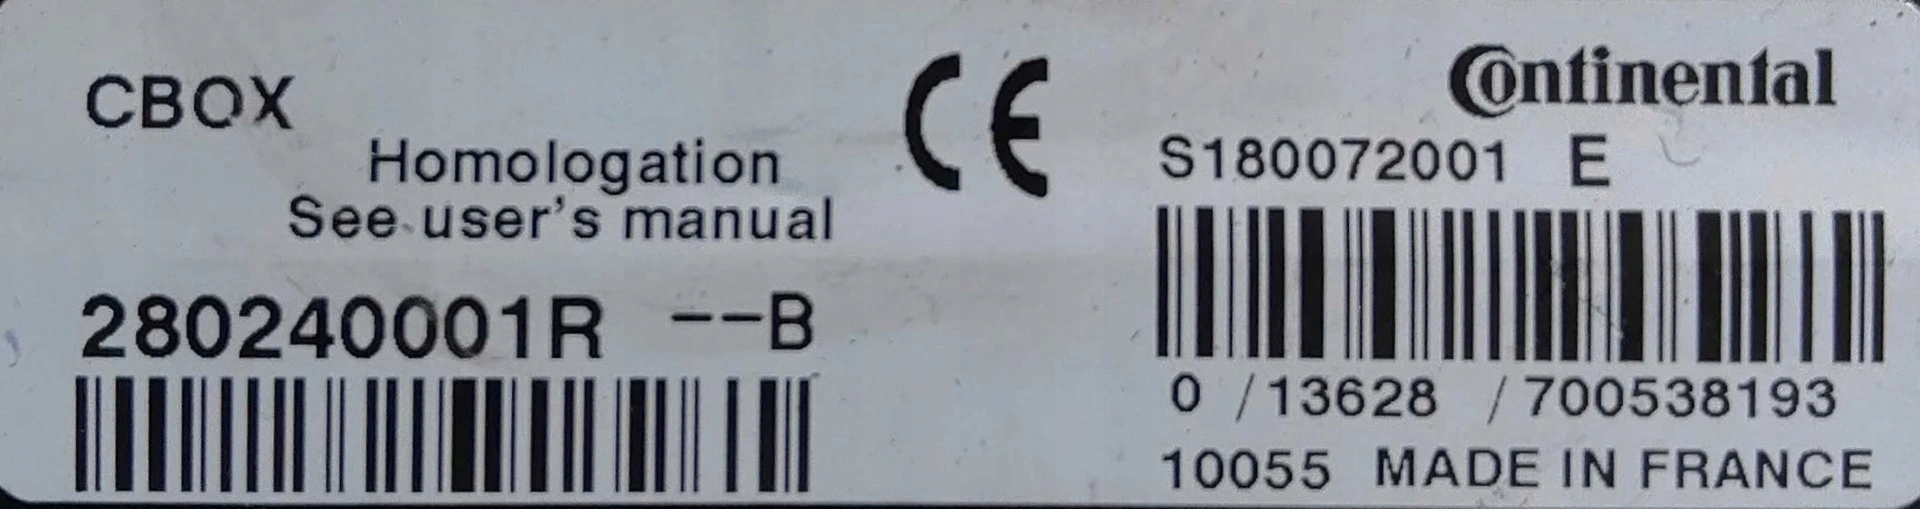 CBOX
Homologation
See user's manual
280240001R --B
CE
Continental
S180072001 E
0 /13628 /700538193
10055 MADE IN FRANCE